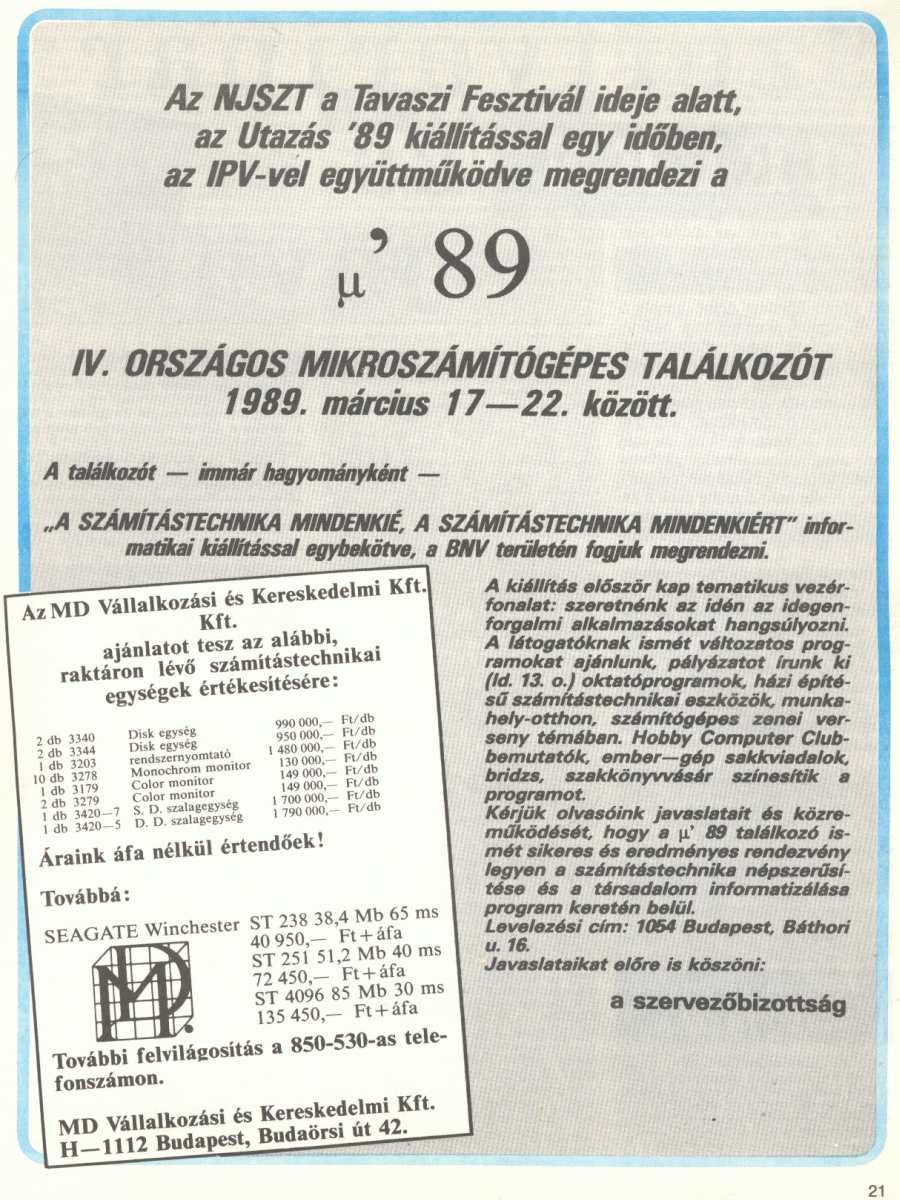 Az NJSZT a Tavaszi Fesztivál ideje alatt,
az Utazás '89 kiállítással egy időben,
az IPV-vel együttműködve megrendezi a
μ' 89
IV. ORSZÁGOS MIKROSZÁMÍTÓGÉPES TALÁLKOZÓT
1989. március 17—22. között.
A találkozót — immár hagyományként —
„A SZÁMÍTÁSTECHNIKA MINDENKIÉ, A SZÁMÍTÁSTECHNIKA MINDENKIÉRT" infor-
matikai kiállítással egybekötve, a BNV területén fogjuk megrendezni.
A kiállítás először kap tematikus vezér-
fonalat: szeretnénk az idén az idegen-
forgalmi alkalmazásokat hangsúlyozni.
A látogatóknak ismét változatos prog-
ramokat ajánlunk, pályázatot írunk ki
(ld. 13. o.) oktatóprogramok, házi építé-
sű számítástechnikai eszközök, munka-
hely-otthon, számítógépes zenei ver-
seny témában. Hobby Computer Club-
bemutatók, ember—gép sakkviadalok,
bridzs, szakkönyvvásár színesítik a
programot.
Kérjük olvasóink javaslatait és közre-
működését, hogy a μ' 89 találkozó is-
mét sikeres és eredményes rendezvény
legyen a számítástechnika népszerűsí-
tése és a társadalom informatizálása
program keretén belül.
Levelezési cím: 1054 Budapest, Báthori
u. 16.
Javaslataikat előre is köszöni:
a szervezőbizottság
Az MD Vállalkozási és Kereskedelmi Kft.
Kft.
ajánlatot tesz az alábbi,
raktáron lévő számítástechnikai
egységek értékesítésére:
2 db 3340 Disk egység 990 000,— Ft/db
2 db 3344 Disk egység 950 000,— Ft/db
1 db 3203 rendszernyomtató 1 480 000,— Ft/db
10 db 3278 Monochrom monitor 130 000,— Ft/db
1 db 3179 Color monitor 149 000,— Ft/db
2 db 3279 Color monitor 149 000,— Ft/db
1 db 3420—7 S. D. szalagegység 1 700 000,— Ft/db
1 db 3420—5 D. D. szalagegység 1 790 000,— Ft/db
Áraink áfa nélkül értendőek!
Továbbá:
SEAGATE Winchester ST 238 38,4 Mb 65 ms
40 950,— Ft+áfa
ST 251 51,2 Mb 40 ms
72 450,— Ft+áfa
ST 4096 85 Mb 30 ms
135 450,— Ft+áfa
MD
További felvilágosítás a 850-530-as tele-
fonszámon.
MD Vállalkozási és Kereskedelmi Kft.
H—1112 Budapest, Budaörsi út 42.
21